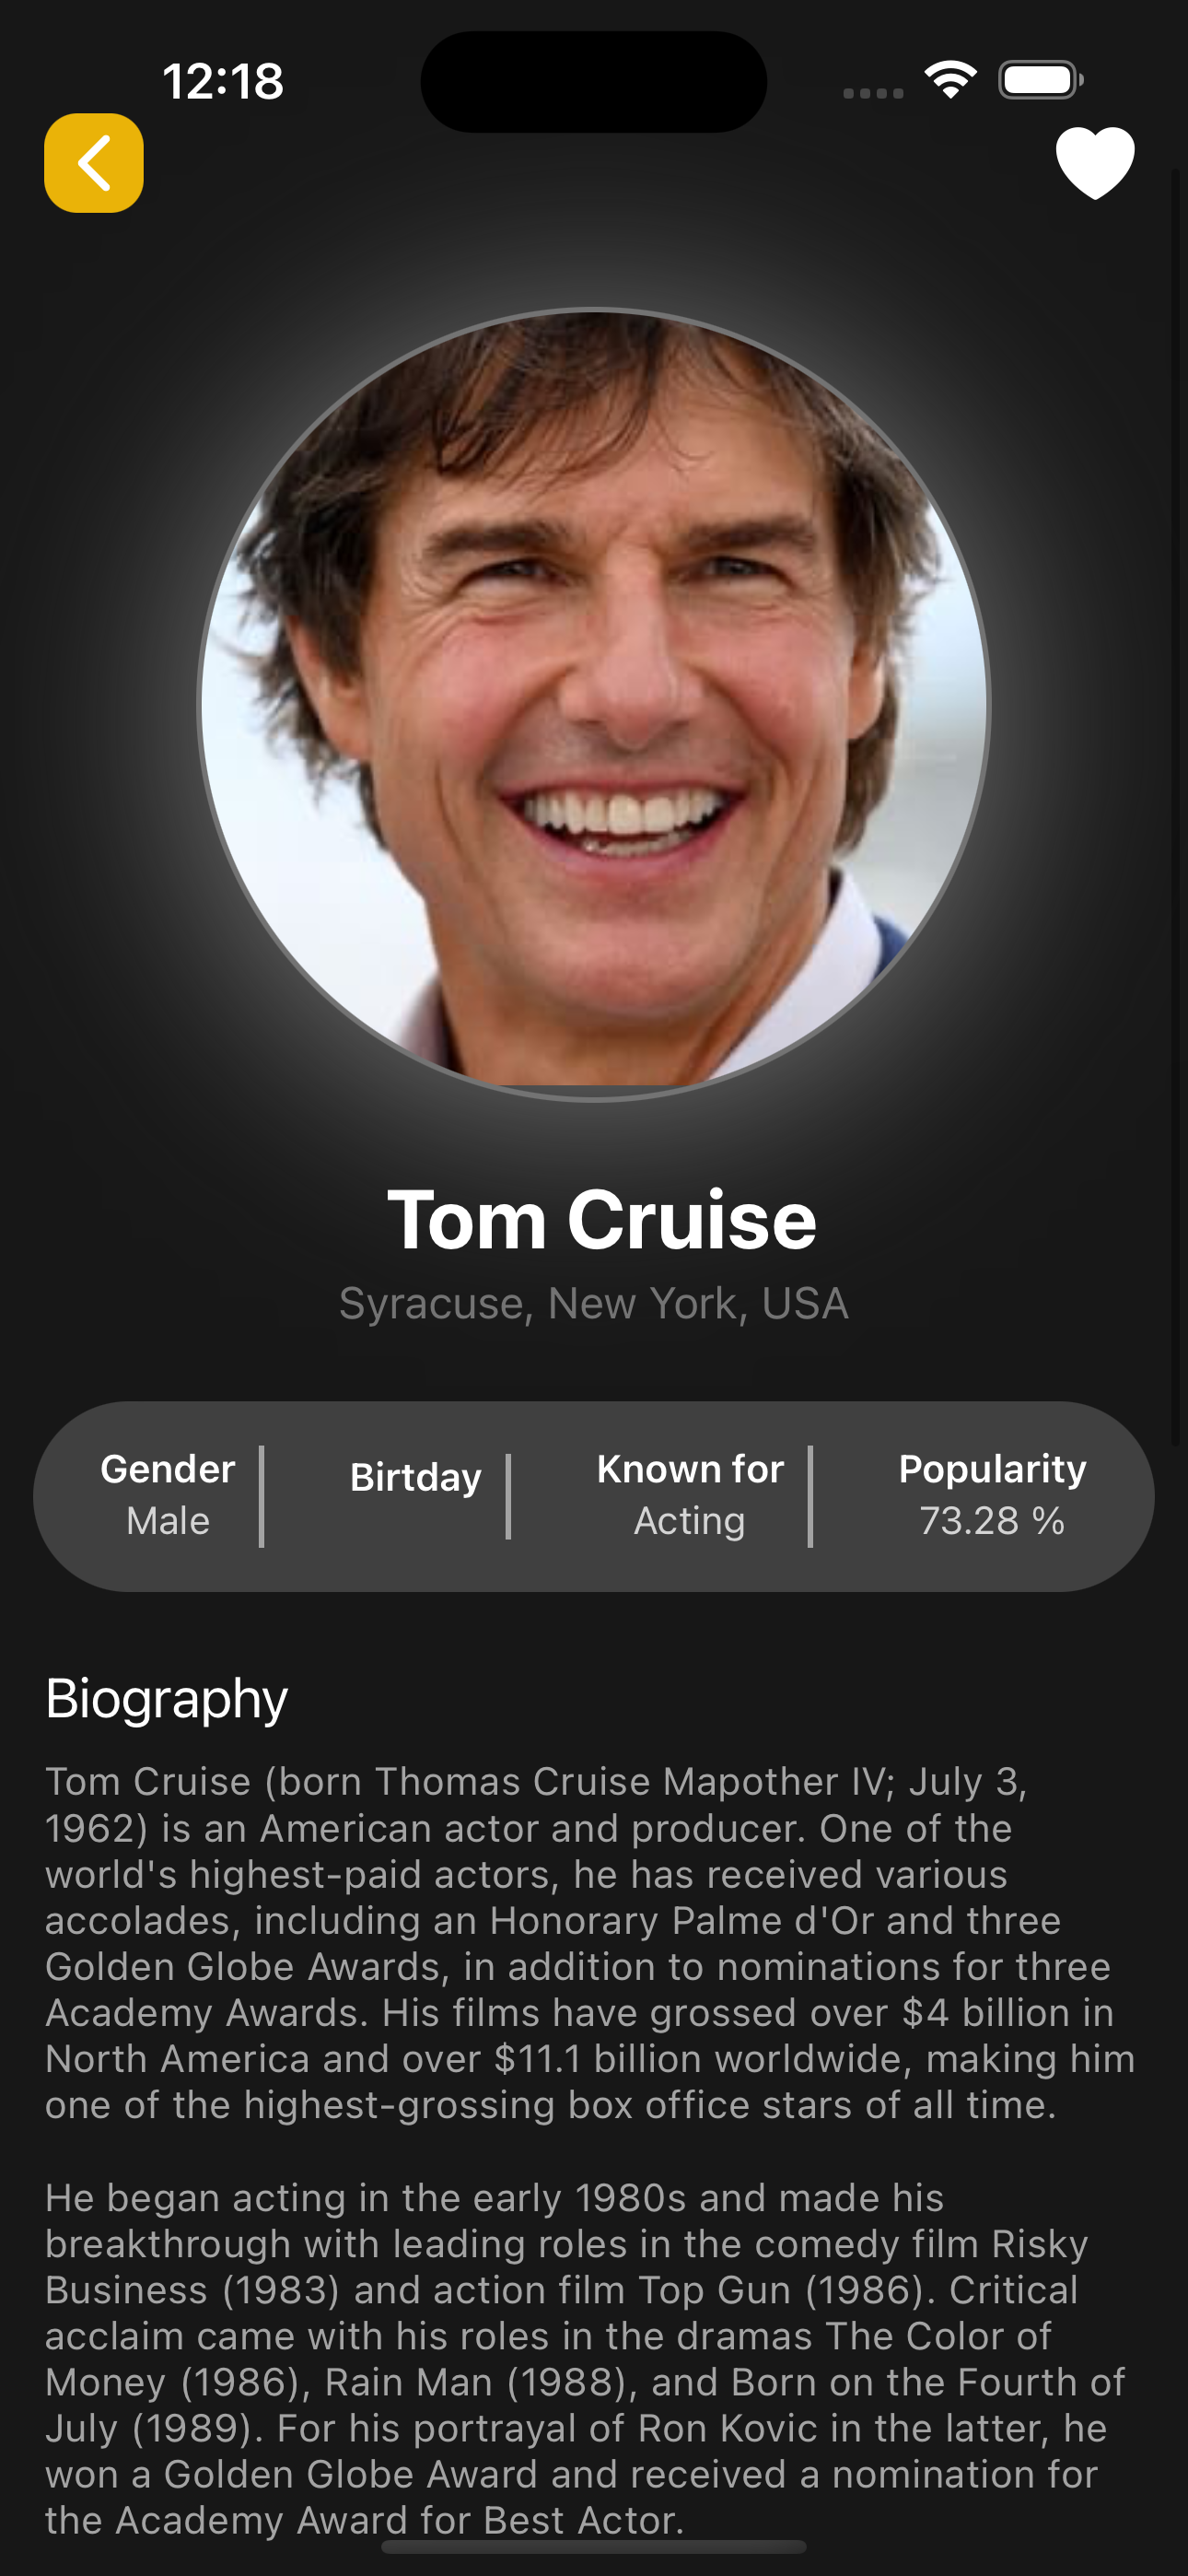 12:18
Tom Cruise
Syracuse, New York, USA
Gender
Male
Birtday
Known for
Acting
Popularity
73.28 %
Biography
Tom Cruise (born Thomas Cruise Mapother IV; July 3,
1962) is an American actor and producer. One of the
world's highest-paid actors, he has received various
accolades, including an Honorary Palme d'Or and three
Golden Globe Awards, in addition to nominations for three
Academy Awards. His films have grossed over $4 billion in
North America and over $11.1 billion worldwide, making him
one of the highest-grossing box office stars of all time.
He began acting in the early 1980s and made his
breakthrough with leading roles in the comedy film Risky
Business (1983) and action film Top Gun (1986). Critical
acclaim came with his roles in the dramas The Color of
Money (1986), Rain Man (1988), and Born on the Fourth of
July (1989). For his portrayal of Ron Kovic in the latter, he
won a Golden Globe Award and received a nomination for
the Academy Award for Best Actor.